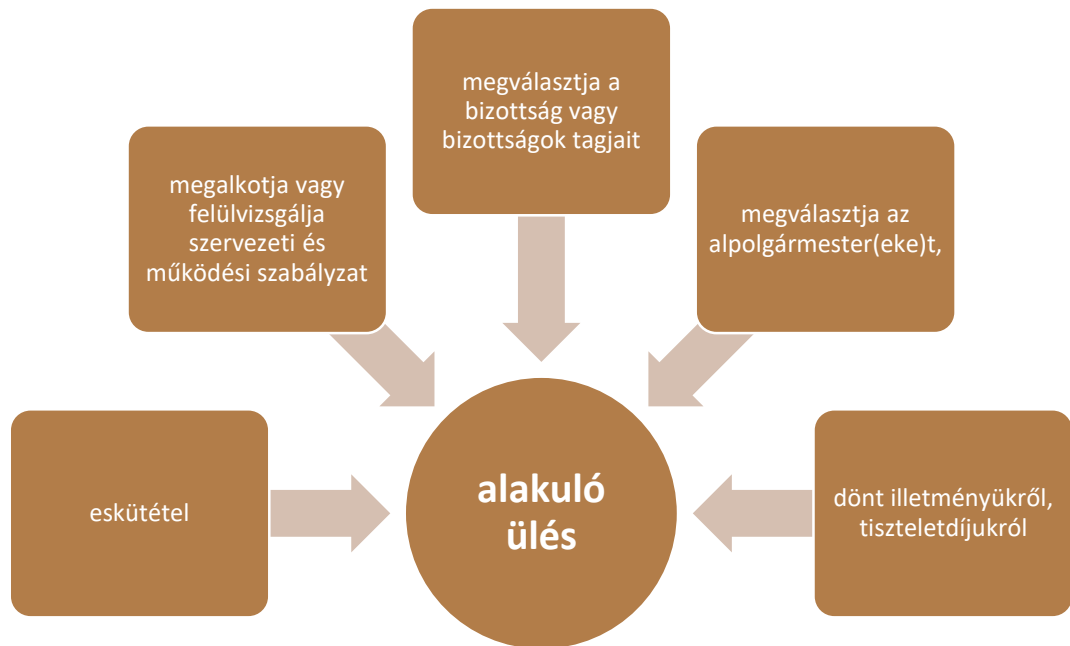 eskütétel
megalkotja vagy
felülvizsgálja
szervezeti és
működési szabályzat
megválasztja a
bizottság vagy
bizottságok tagjait
megválasztja az
alpolgármester(eke)t,
dönt illetményükről,
tiszteletdíjukról
alakuló
ülés